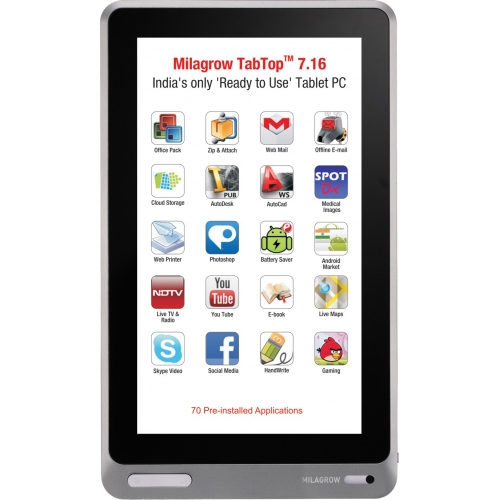 Milagrow TabTop™ 7.16
India's only 'Ready to Use' Tablet PC
Office Pack
Zip & Attach
Web Mail
Offline E-mail
Cloud Storage
PUB
AutoDesk
WS
AutoCad
SPOT
Dx
Medical
Images
Web Printer
Photoshop
Battery Saver
Android
Market
NDTV
Live TV &
Radio
You
Tube
You Tube
E-book
Live Maps
Skype Video
Social Media
HandWrite
Gaming
70 Pre-installed Applications
MILAGROW